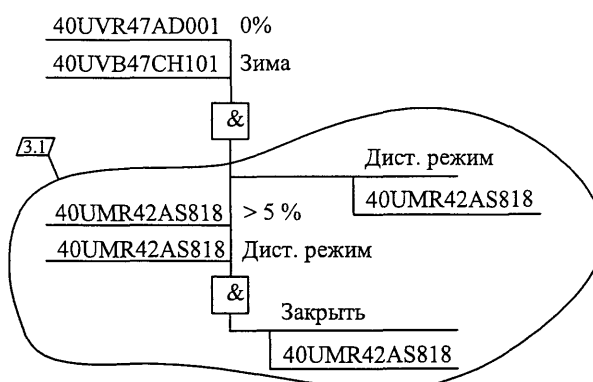 40UVR47AD001 0%
40UVB47CH101 Зима
&
3.1
Дист. режим
40UMR42AS818
40UMR42AS818 > 5 %
40UMR42AS818 Дист. режим
&
Закрыть
40UMR42AS818